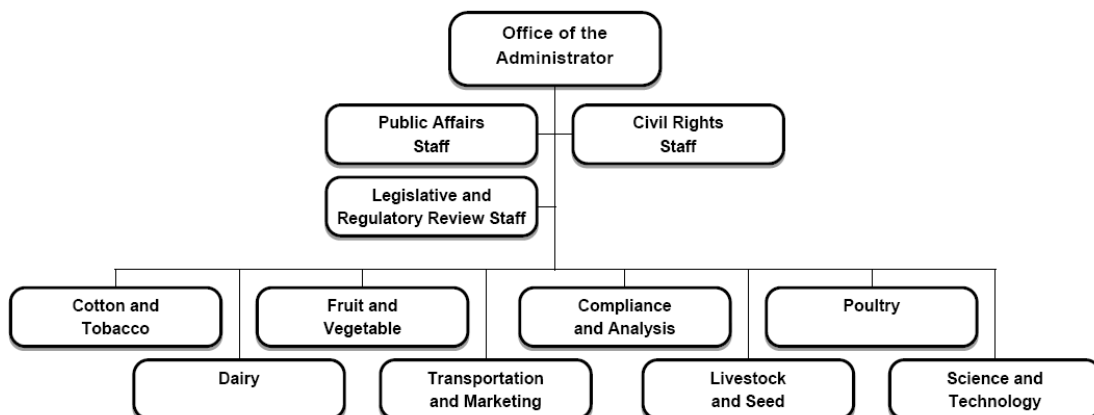 Office of the
Administrator
Public Affairs
Staff
Civil Rights
Staff
Legislative and
Regulatory Review Staff
Cotton and
Tobacco
Fruit and
Vegetable
Compliance
and Analysis
Poultry
Dairy
Transportation
and Marketing
Livestock
and Seed
Science and
Technology